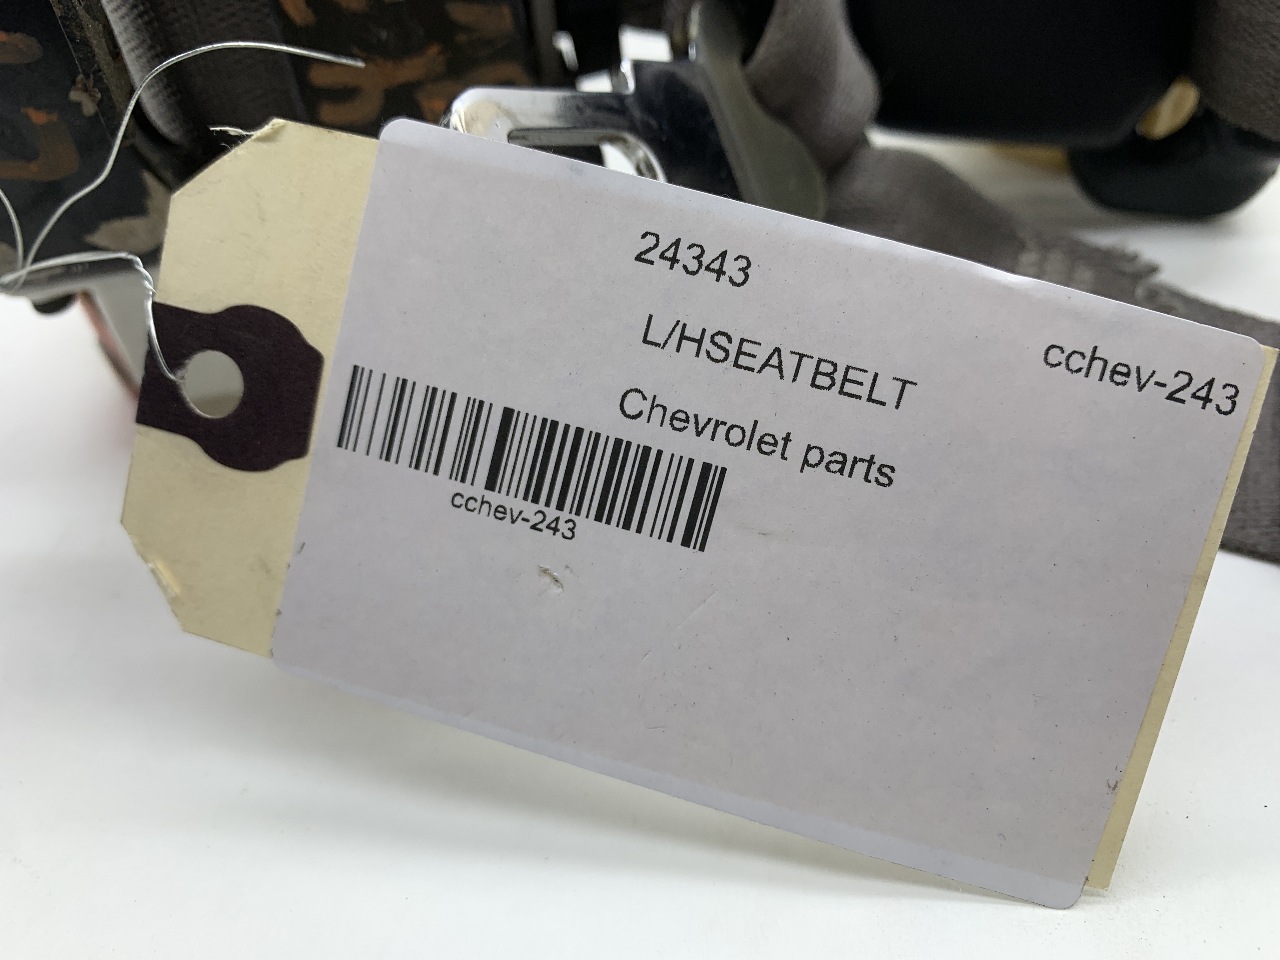 24343
L/HSEATBELT
cchev-243
Chevrolet parts
cchev-243